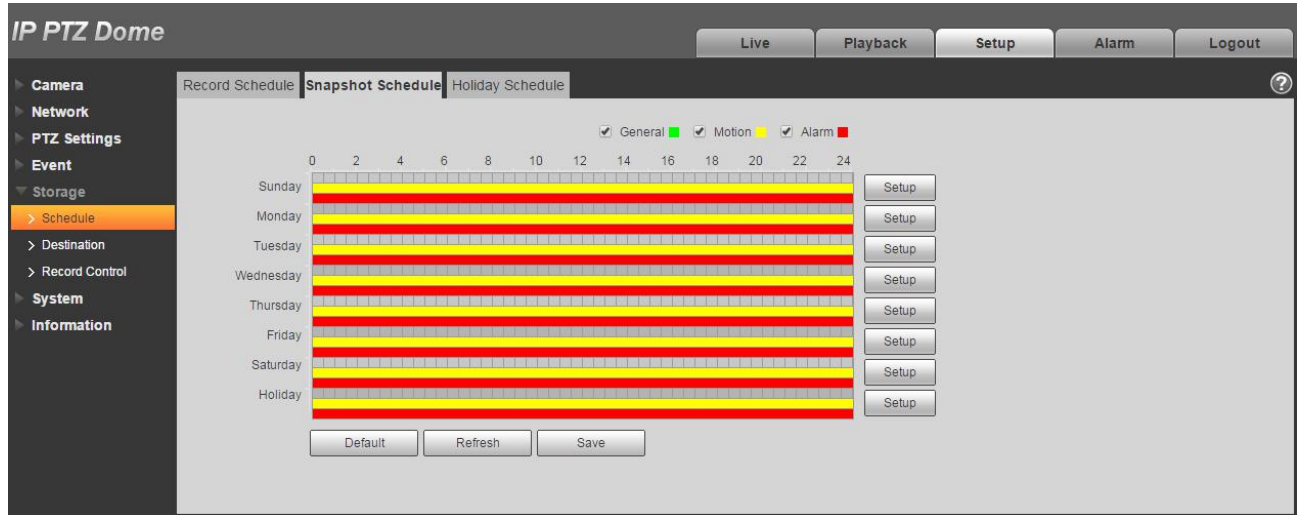 IP PTZ Dome
Live Playback Setup Alarm Logout
Camera
Network
PTZ Settings
Event
Storage
Schedule
Destination
Record Control
System
Information
Record Schedule Snapshot Schedule Holiday Schedule ?
General Motion Alarm
0 2 4 6 8 10 12 14 16 18 20 22 24
Sunday Setup
Monday Setup
Tuesday Setup
Wednesday Setup
Thursday Setup
Friday Setup
Saturday Setup
Holiday Setup
Default Refresh Save